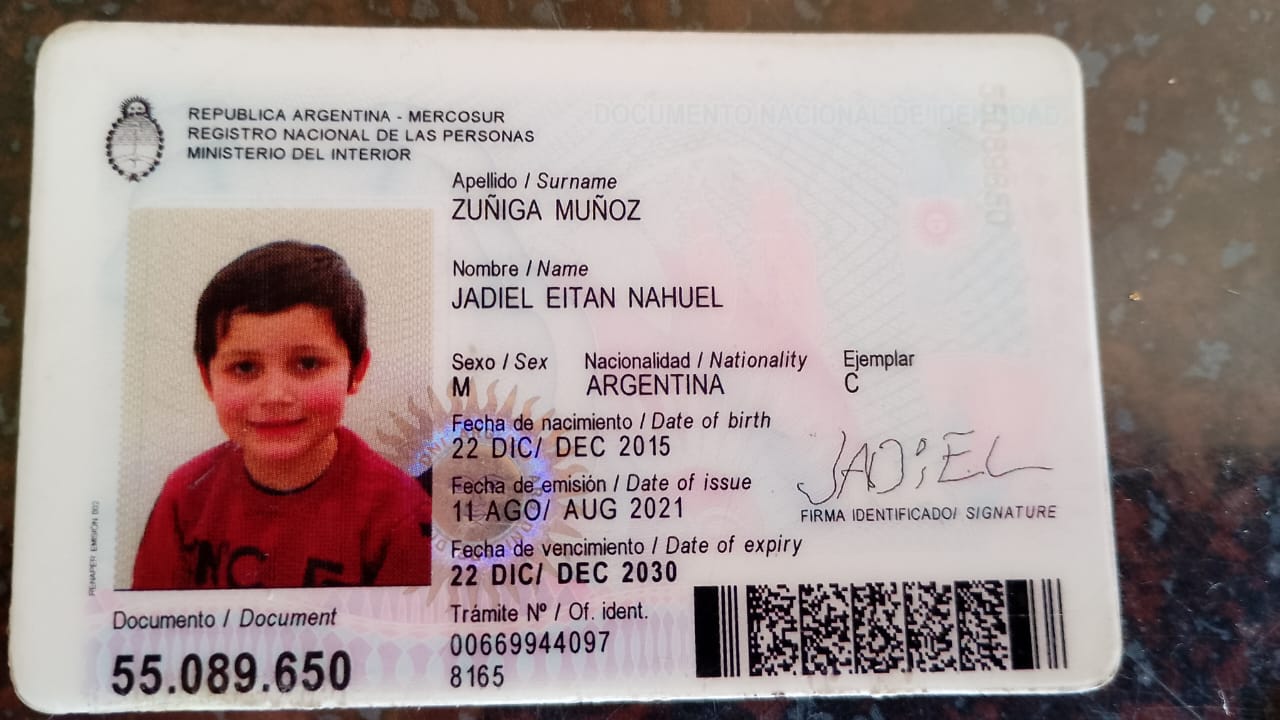 REPUBLICA ARGENTINA - MERCOSUR
REGISTRO NACIONAL DE LAS PERSONAS
MINISTERIO DEL INTERIOR
DOCUMENTO NACIONAL DE IDENTIDAD
Apellido / Surname
ZUÑIGA MUÑOZ
Nombre / Name
JADIEL EITAN NAHUEL
Sexo / Sex Nacionalidad / Nationality Ejemplar
M ARGENTINA C
Fecha de nacimiento / Date of birth
22 DIC/ DEC 2015
Fecha de emisión / Date of issue
11 AGO/ AUG 2021
Fecha de vencimiento / Date of expiry
22 DIC/ DEC 2030
JADiEL
FIRMA IDENTIFICADO/ SIGNATURE
Documento / Document
55.089.650
Trámite Nº / Of. ident.
00669944097
8165